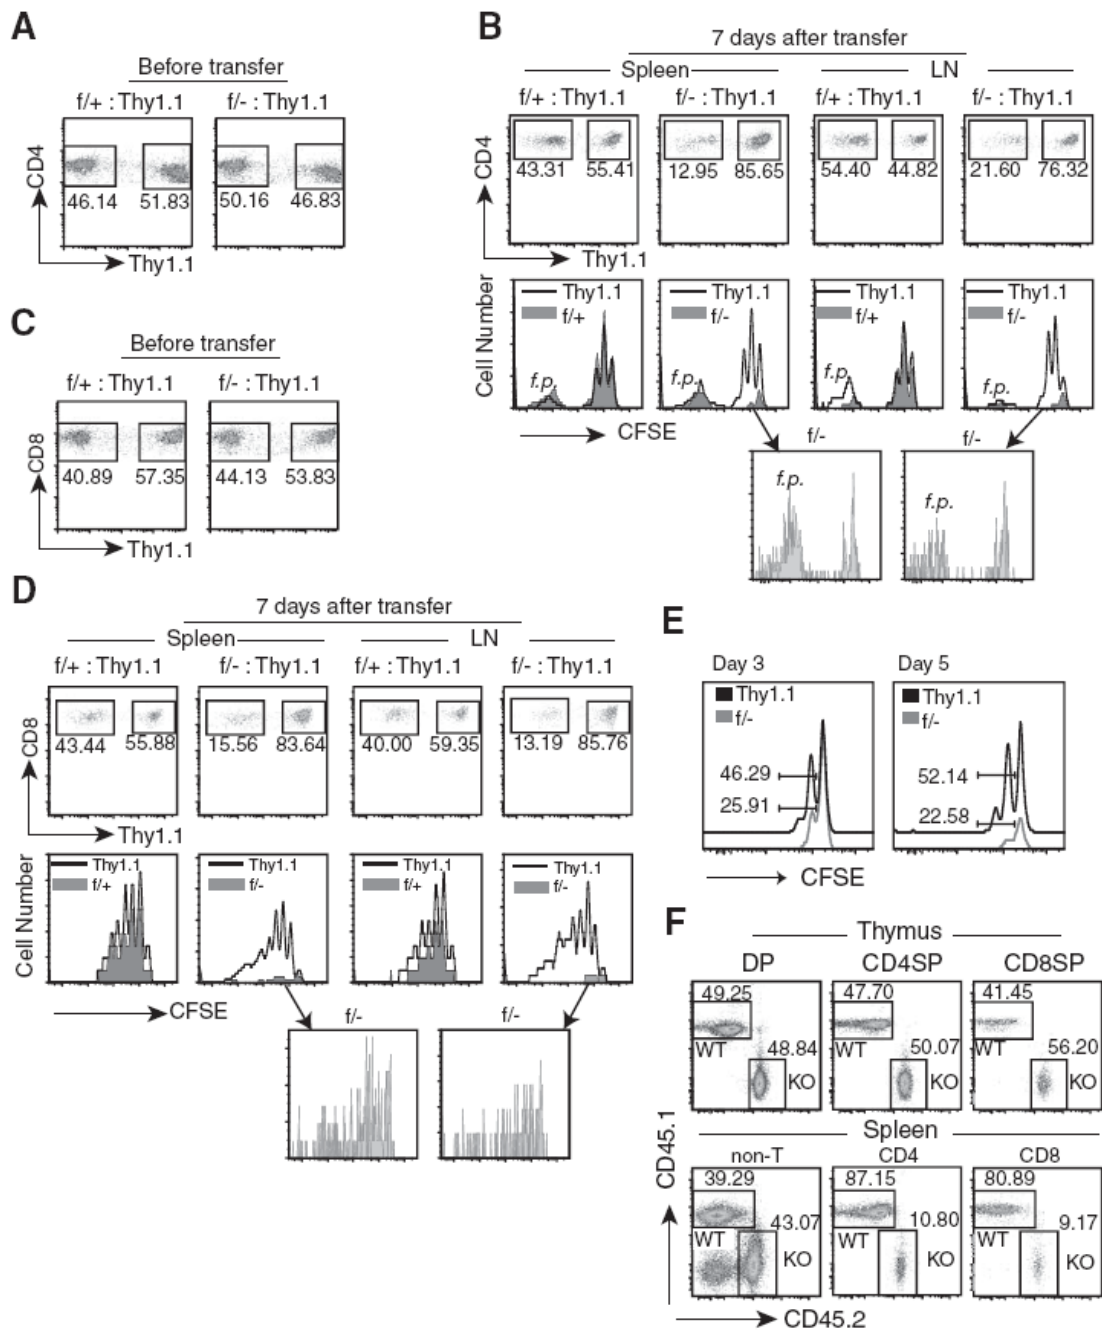 A
Before transfer
f/+ : Thy1.1 f/- : Thy1.1
CD4
46.14 51.83 50.16 46.83
Thy1.1
B
7 days after transfer
Spleen LN
f/+ : Thy1.1 f/- : Thy1.1 f/+ : Thy1.1 f/- : Thy1.1
CD4
43.31 55.41 12.95 85.65 54.40 44.82 21.60 76.32
Thy1.1
Cell Number
Thy1.1 Thy1.1 Thy1.1 Thy1.1
f/+ f/- f/+ f/-
f.p. f.p. f.p. f.p.
CFSE
f/- f/-
f.p. f.p.
C
Before transfer
f/+ : Thy1.1 f/- : Thy1.1
CD8
40.89 57.35 44.13 53.83
Thy1.1
D
7 days after transfer
Spleen LN
f/+ : Thy1.1 f/- : Thy1.1 f/+ : Thy1.1 f/- : Thy1.1
CD8
43.44 55.88 15.56 83.64 40.00 59.35 13.19 85.76
Thy1.1
Cell Number
Thy1.1 Thy1.1 Thy1.1 Thy1.1
f/+ f/- f/+ f/-
CFSE
f/- f/-
E
Day 3 Day 5
Thy1.1 Thy1.1
f/- f/-
46.29 52.14
25.91 22.58
CFSE
F
Thymus
DP CD4SP CD8SP
49.25 47.70 41.45
WT 48.84 WT 50.07 WT 56.20
KO KO KO
Spleen
non-T CD4 CD8
39.29 87.15 80.89
43.07 10.80 9.17
WT KO WT KO WT KO
CD45.1
CD45.2